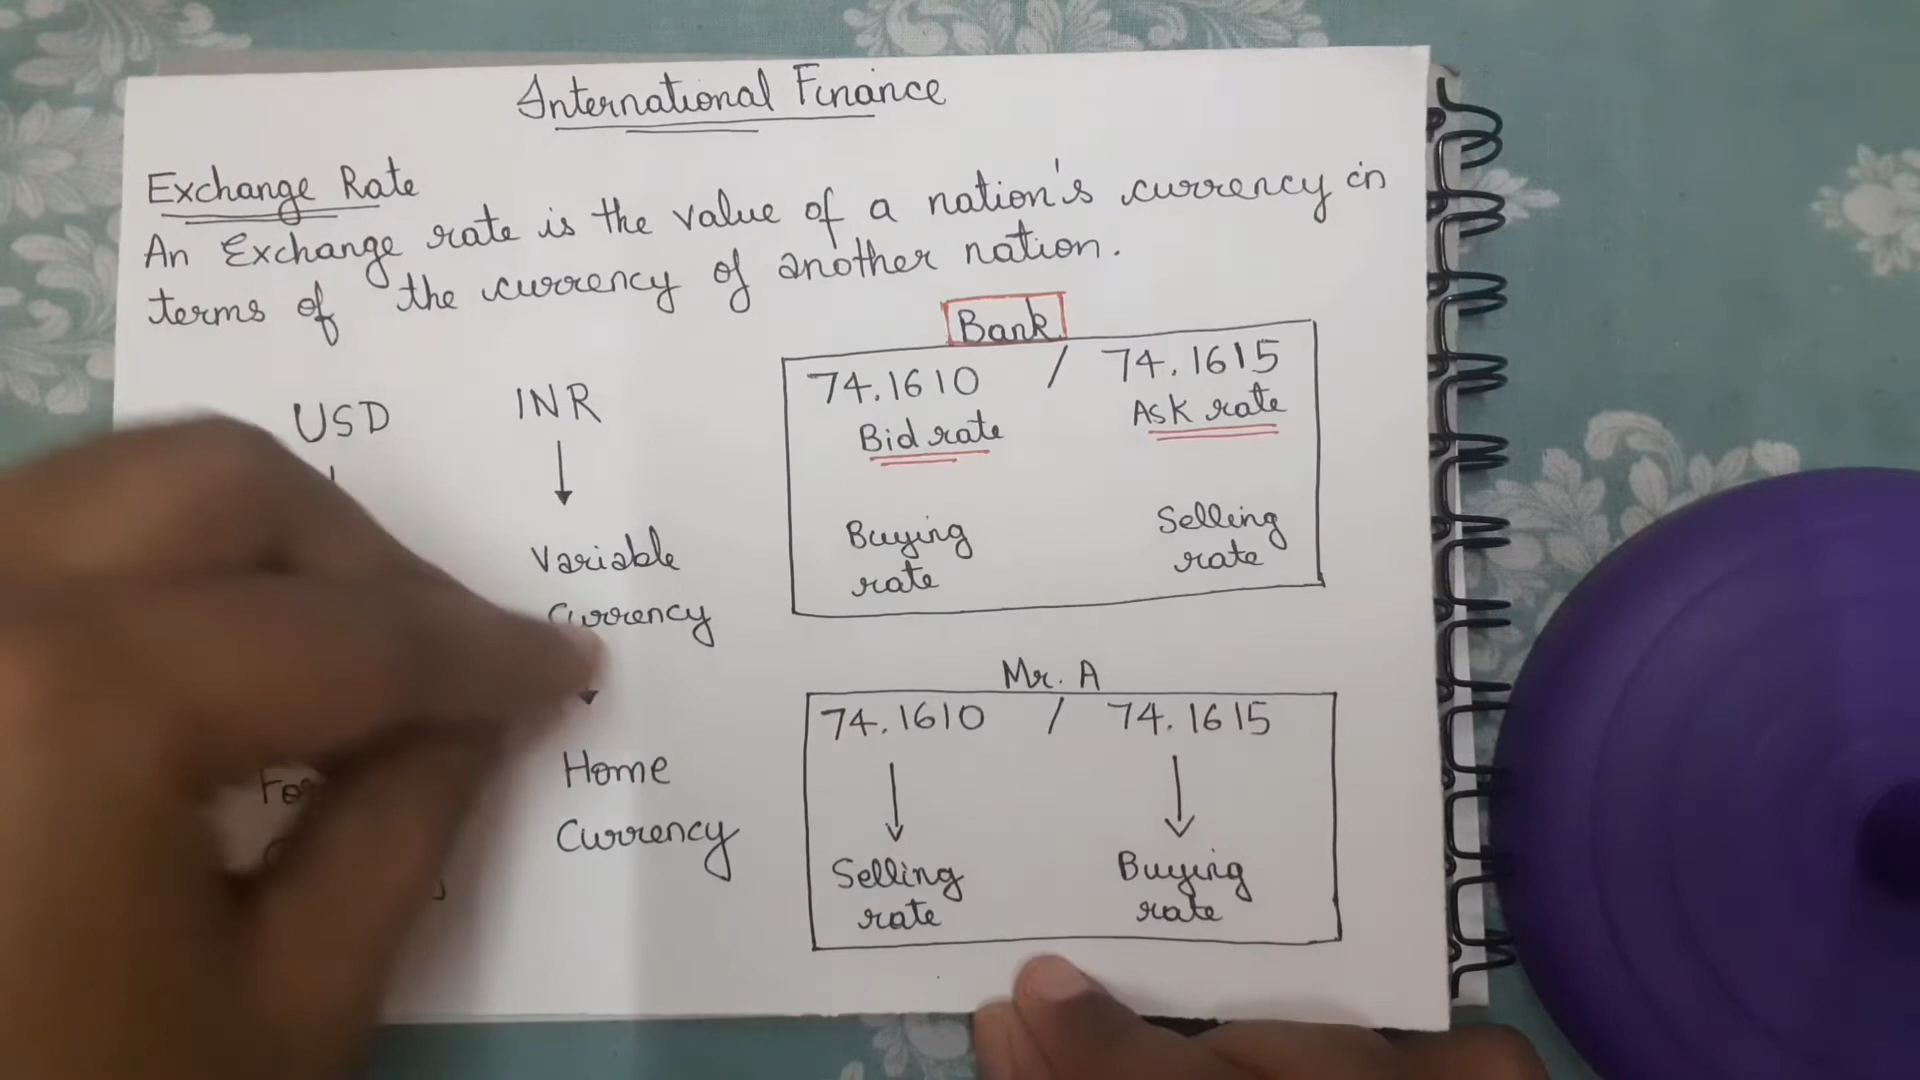 International Finance
Exchange Rate
An Exchange rate is the value of a nation's currency in
terms of the currency of another nation.
USD
INR
Variable
Currency
Home
Currency
Bank
74.1610 / 74.1615
Bid rate
Ask rate
Buying
rate
Selling
rate
Mr. A
74.1610 / 74.1615
Selling
rate
Buying
rate